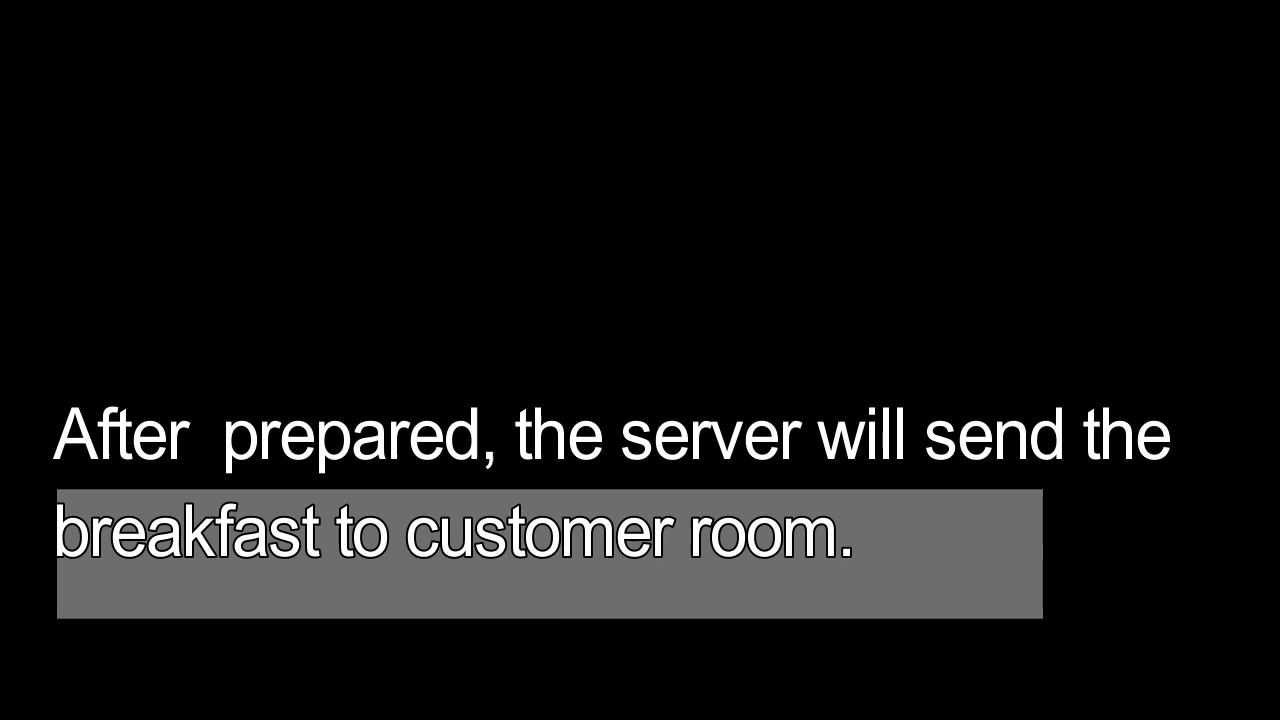 After  prepared, the server will send the
breakfast to customer room.